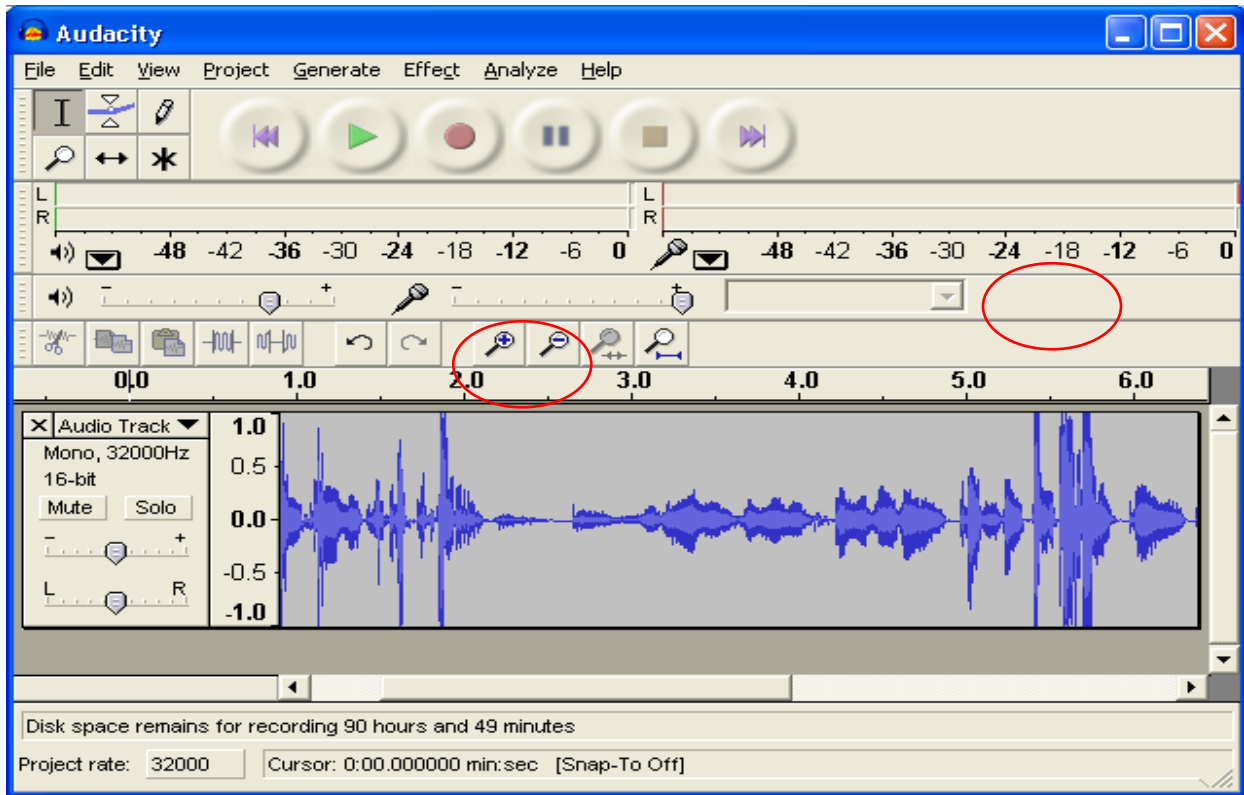 Audacity
File Edit View Project Generate Effect Analyze Help
L
R
-48 -42 -36 -30 -24 -18 -12 -6 0
L
R
-48 -42 -36 -30 -24 -18 -12 -6 0
- +
- +
0.0 1.0 2.0 3.0 4.0 5.0 6.0
X Audio Track
Mono, 32000Hz
16-bit
Mute Solo
- +
L R
1.0
0.5
0.0
-0.5
-1.0
Disk space remains for recording 90 hours and 49 minutes
Project rate: 32000 Cursor: 0:00.000000 min:sec [Snap-To Off]